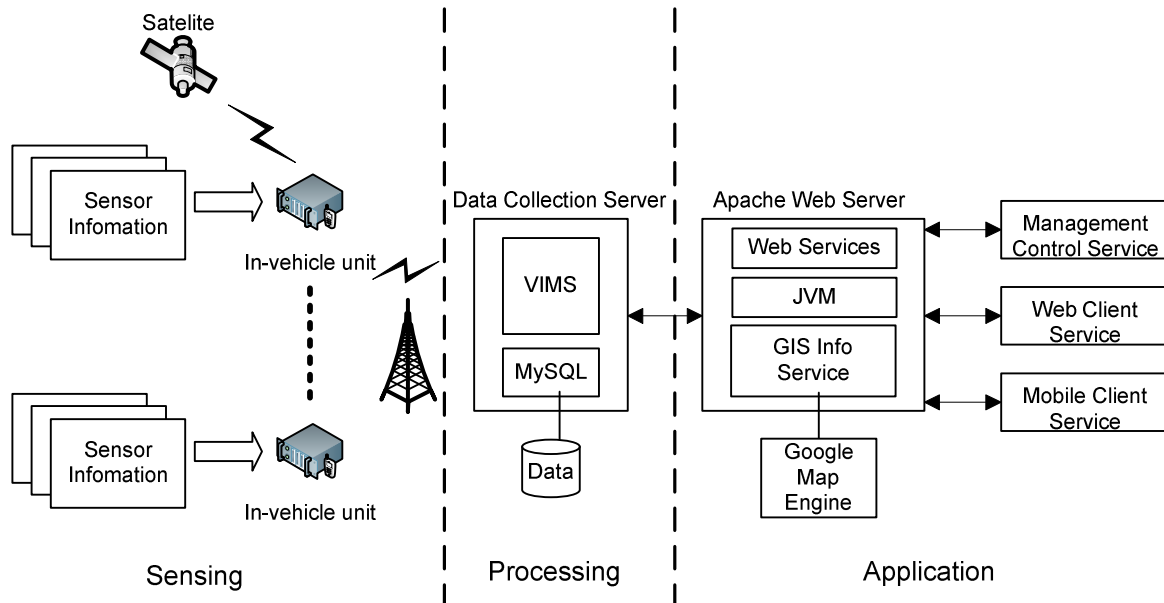 Satelite
Sensor
Infomation
In-vehicle unit
Sensor
Infomation
In-vehicle unit
Sensing
Data Collection Server
VIMS
MySQL
Data
Processing
Apache Web Server
Web Services
JVM
GIS Info
Service
Google
Map
Engine
Management
Control Service
Web Client
Service
Mobile Client
Service
Application